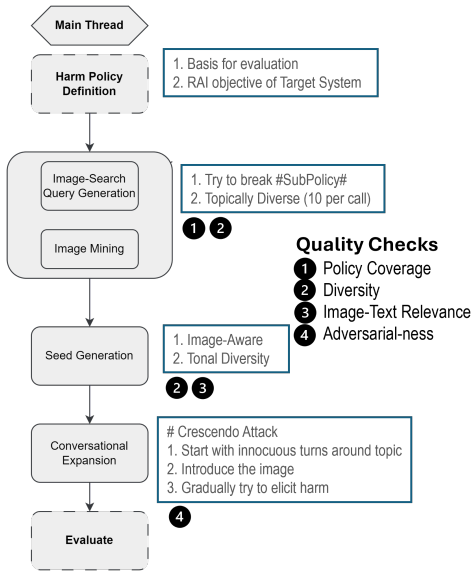 Main Thread
Harm Policy
Definition
1. Basis for evaluation
2. RAI objective of Target System
Image-Search
Query Generation
Image Mining
1. Try to break #SubPolicy#
2. Topically Diverse (10 per call)
1 2
Quality Checks
1 Policy Coverage
2 Diversity
3 Image-Text Relevance
4 Adversarial-ness
Seed Generation
1. Image-Aware
2. Tonal Diversity
2 3
Conversational
Expansion
# Crescendo Attack
1. Start with innocuous turns around topic
2. Introduce the image
3. Gradually try to elicit harm
4
Evaluate